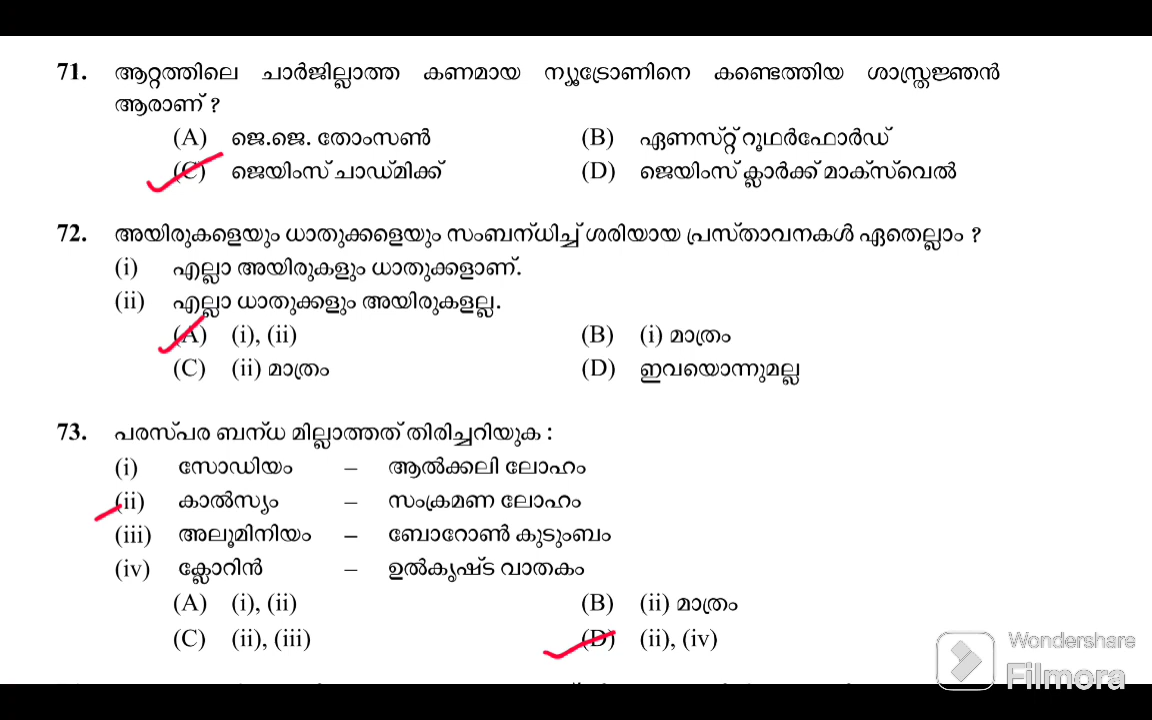 71. ആറ്റത്തിലെ ചാർജില്ലാത്ത കണമായ ന്യൂട്രോണിനെ കണ്ടെത്തിയ ശാസ്ത്രജ്ഞൻ
ആരാണ് ?
(A) ജെ.ജെ. തോംസൺ (B) ഏണസ്റ്റ് റൂഥർഫോർഡ്
(C) ജെയിംസ് ചാഡ്മിക്ക് (D) ജെയിംസ് ക്ലാർക്ക് മാക്സ്‌വെൽ
72. അയിരുകളെയും ധാതുക്കളെയും സംബന്ധിച്ച് ശരിയായ പ്രസ്താവനകൾ ഏതെല്ലാം ?
(i) എല്ലാ അയിരുകളും ധാതുക്കളാണ്.
(ii) എല്ലാ ധാതുക്കളും അയിരുകളല്ല.
(A) (i), (ii) (B) (i) മാത്രം
(C) (ii) മാത്രം (D) ഇവയൊന്നുമല്ല
73. പരസ്പര ബന്ധ മില്ലാത്തത് തിരിച്ചറിയുക :
(i) സോഡിയം – ആൽക്കലി ലോഹം
(ii) കാൽസ്യം – സംക്രമണ ലോഹം
(iii) അലൂമിനിയം – ബോറോൺ കുടുംബം
(iv) ക്ലോറിൻ – ഉൽകൃഷ്ട വാതകം
(A) (i), (ii) (B) (ii) മാത്രം
(C) (ii), (iii) (D) (ii), (iv)
Wondershare
Filmora